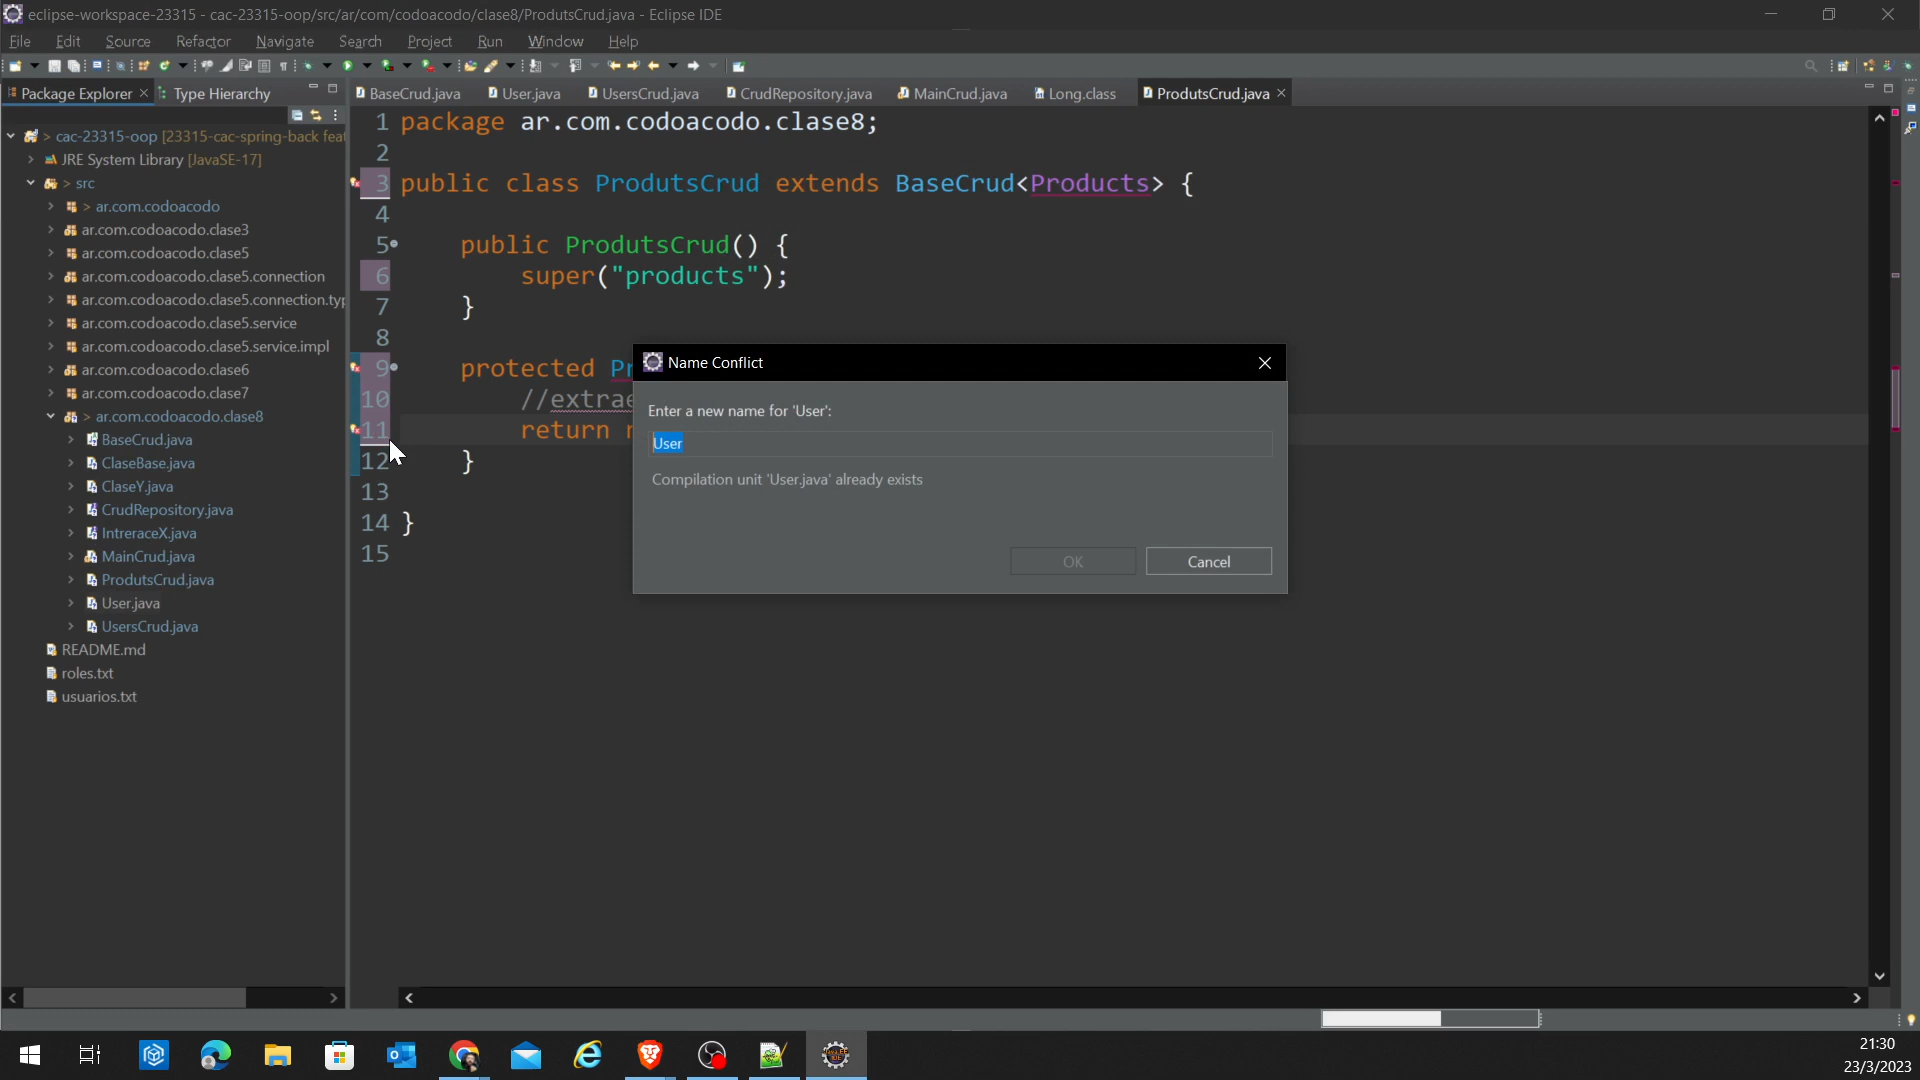 eclipse-workspace-23315 - cac-23315-oop/src/ar/com/codoacodo/clase8/ProdutsCrud.java - Eclipse IDE
File Edit Source Refactor Navigate Search Project Run Window Help
Package Explorer Type Hierarchy
BaseCrud.java User.java UsersCrud.java CrudRepository.java MainCrud.java Long.class ProdutsCrud.java
> cac-23315-oop [23315-cac-spring-back feat
JRE System Library [JavaSE-17]
> src
> ar.com.codoacodo
ar.com.codoacodo.clase3
ar.com.codoacodo.clase5
ar.com.codoacodo.clase5.connection
ar.com.codoacodo.clase5.connection.typ
ar.com.codoacodo.clase5.service
ar.com.codoacodo.clase5.service.impl
ar.com.codoacodo.clase6
ar.com.codoacodo.clase7
> ar.com.codoacodo.clase8
BaseCrud.java
ClaseBase.java
ClaseY.java
CrudRepository.java
IntreraceX.java
MainCrud.java
ProdutsCrud.java
User.java
UsersCrud.java
README.md
roles.txt
usuarios.txt
1 package ar.com.codoacodo.clase8;
2
3 public class ProdutsCrud extends BaseCrud<Products> {
4
5 public ProdutsCrud() {
6 super("products");
7 }
8
9 protected Pr
10 //extrae
11 return n
12 }
13
14 }
15
Name Conflict
Enter a new name for 'User':
User
Compilation unit 'User.java' already exists
OK Cancel
21:30
23/3/2023